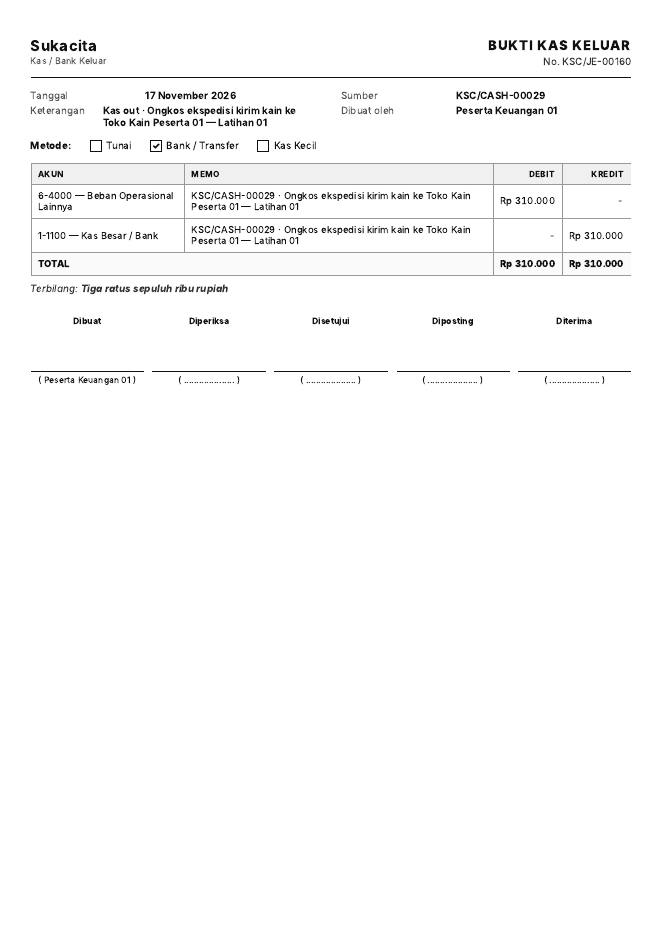 Sukacita
Kas / Bank Keluar
BUKTI KAS KELUAR
No. KSC/JE-00160
Tanggal 17 November 2026
Sumber KSC/CASH-00029
Keterangan Kas out · Ongkos ekspedisi kirim kain ke
Toko Kain Peserta 01 — Latihan 01
Dibuat oleh Peserta Keuangan 01
Metode: Tunai Bank / Transfer Kas Kecil
AKUN MEMO DEBIT KREDIT
6-4000 — Beban Operasional
Lainnya
KSC/CASH-00029 · Ongkos ekspedisi kirim kain ke Toko Kain
Peserta 01 — Latihan 01
Rp 310.000 -
1-1100 — Kas Besar / Bank
KSC/CASH-00029 · Ongkos ekspedisi kirim kain ke Toko Kain
Peserta 01 — Latihan 01
- Rp 310.000
TOTAL Rp 310.000 Rp 310.000
Terbilang: Tiga ratus sepuluh ribu rupiah
Dibuat Diperiksa Disetujui Diposting Diterima
( Peserta Keuangan 01 ) ( .................... ) ( .................... ) ( .................... ) ( .................... )